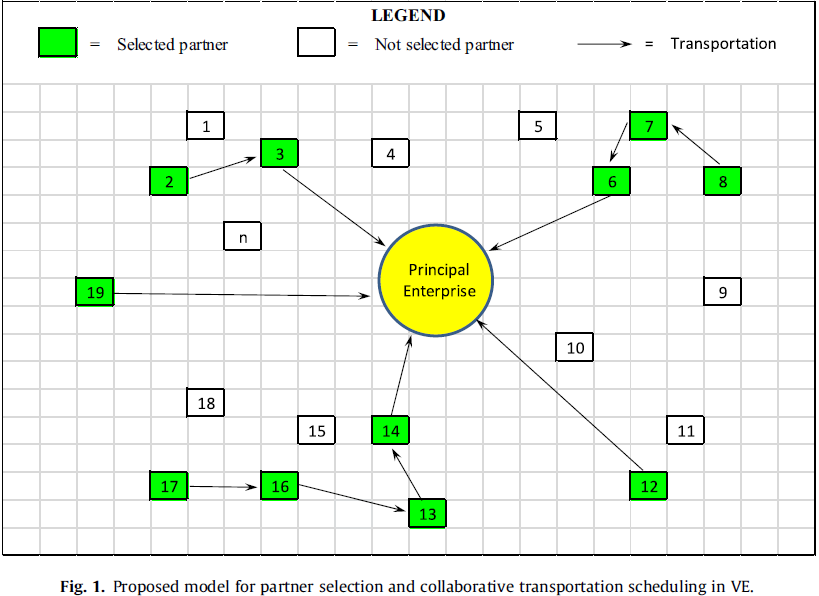 LEGEND
= Selected partner
= Not selected partner
= Transportation
1
5
7
3
4
2
6
8
n
Principal
Enterprise
19
9
10
18
15
14
11
17
16
12
13
Fig. 1. Proposed model for partner selection and collaborative transportation scheduling in VE.